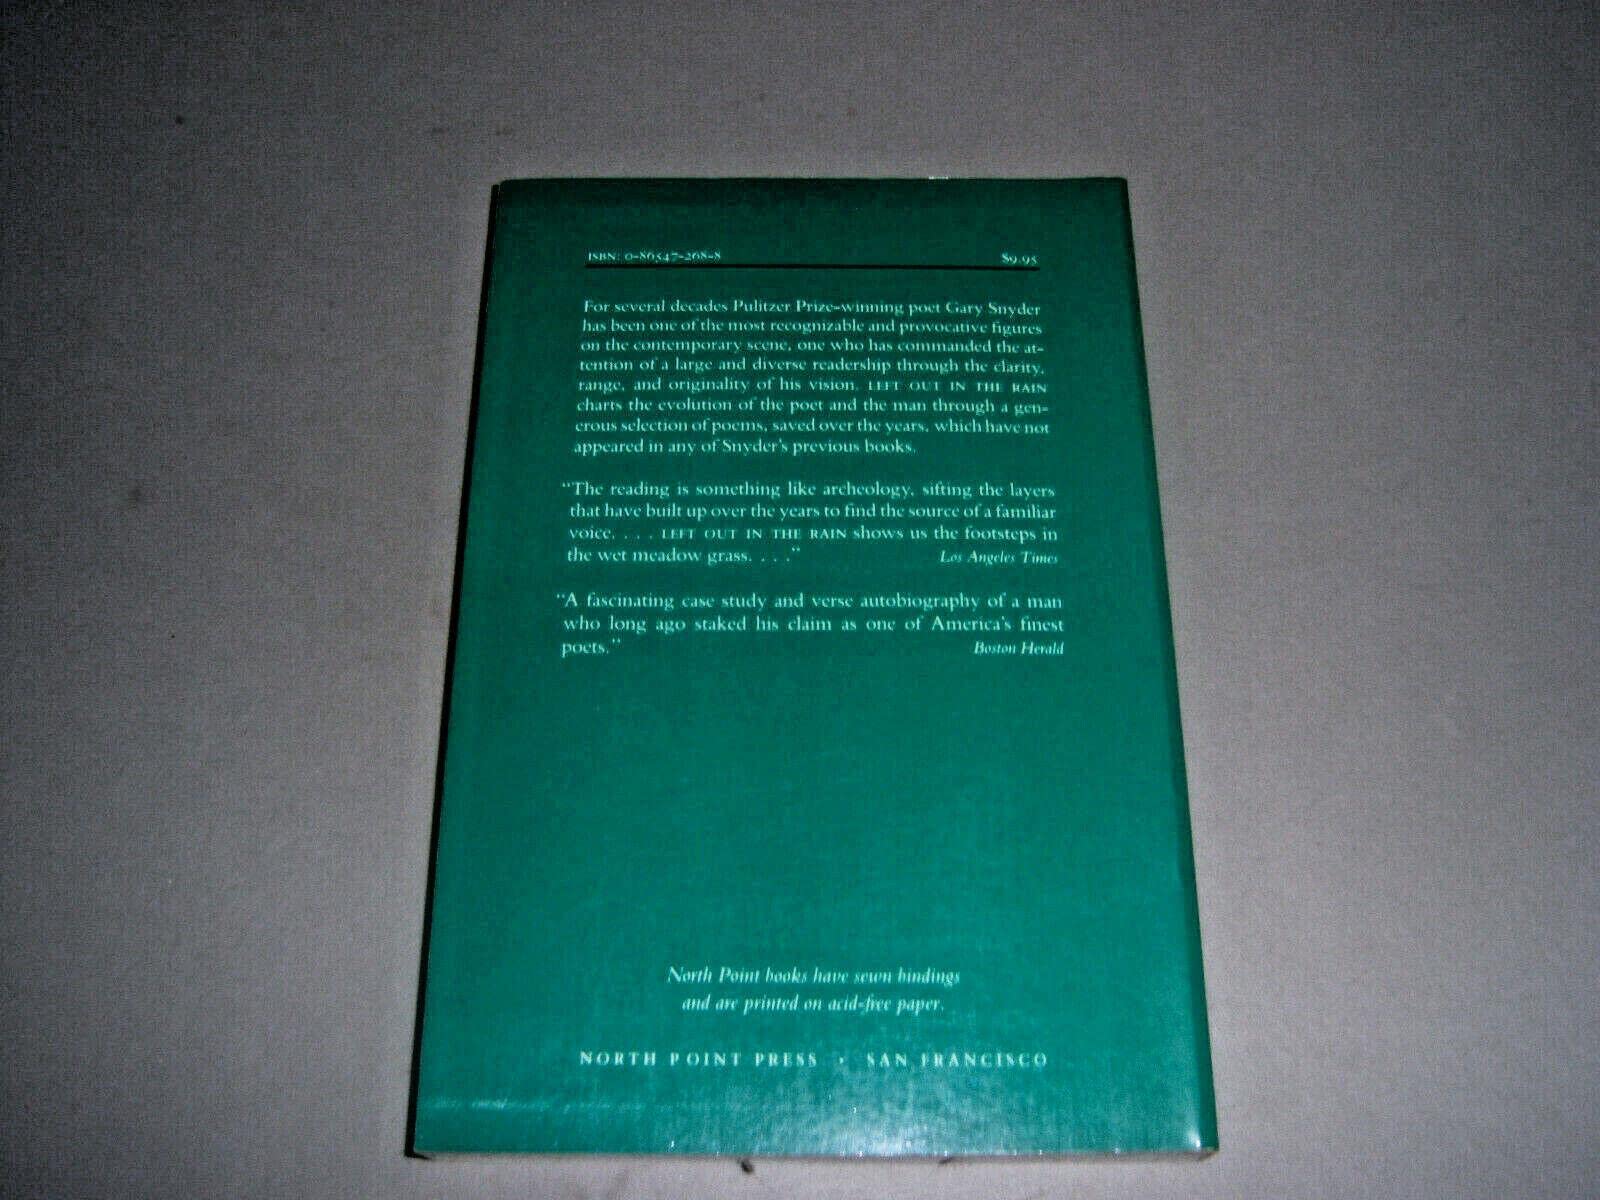 ISBN: 0-86547-268-8 $9.95
For several decades Pulitzer Prize-winning poet Gary Snyder
has been one of the most recognizable and provocative figures
on the contemporary scene, one who has commanded the at-
tention of a large and diverse readership through the clarity,
range, and originality of his vision. LEFT OUT IN THE RAIN
charts the evolution of the poet and the man through a gen-
erous selection of poems, saved over the years, which have not
appeared in any of Snyder's previous books.
"The reading is something like archeology, sifting the layers
that have built up over the years to find the source of a familiar
voice. . . . LEFT OUT IN THE RAIN shows us the footsteps in
the wet meadow grass. . . ." Los Angeles Times
"A fascinating case study and verse autobiography of a man
who long ago staked his claim as one of America's finest
poets." Boston Herald
North Point books have sewn bindings
and are printed on acid-free paper.
NORTH POINT PRESS · SAN FRANCISCO